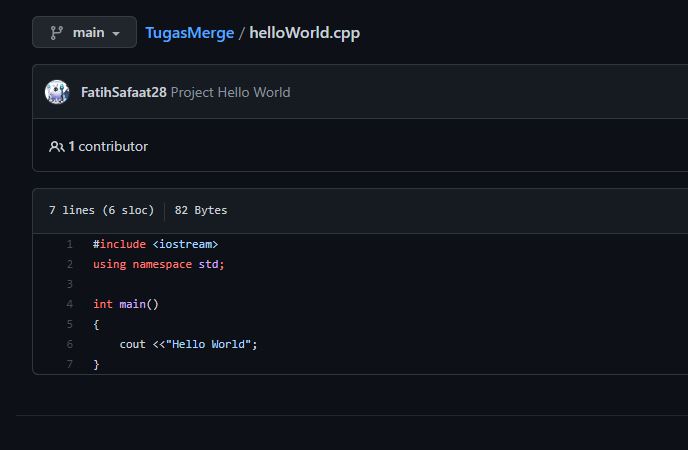 main TugasMerge / helloWorld.cpp
FatihSafaat28 Project Hello World
1 contributor
7 lines (6 sloc) 82 Bytes
1 #include <iostream>
2 using namespace std;
3
4 int main()
5 {
6 cout <<"Hello World";
7 }